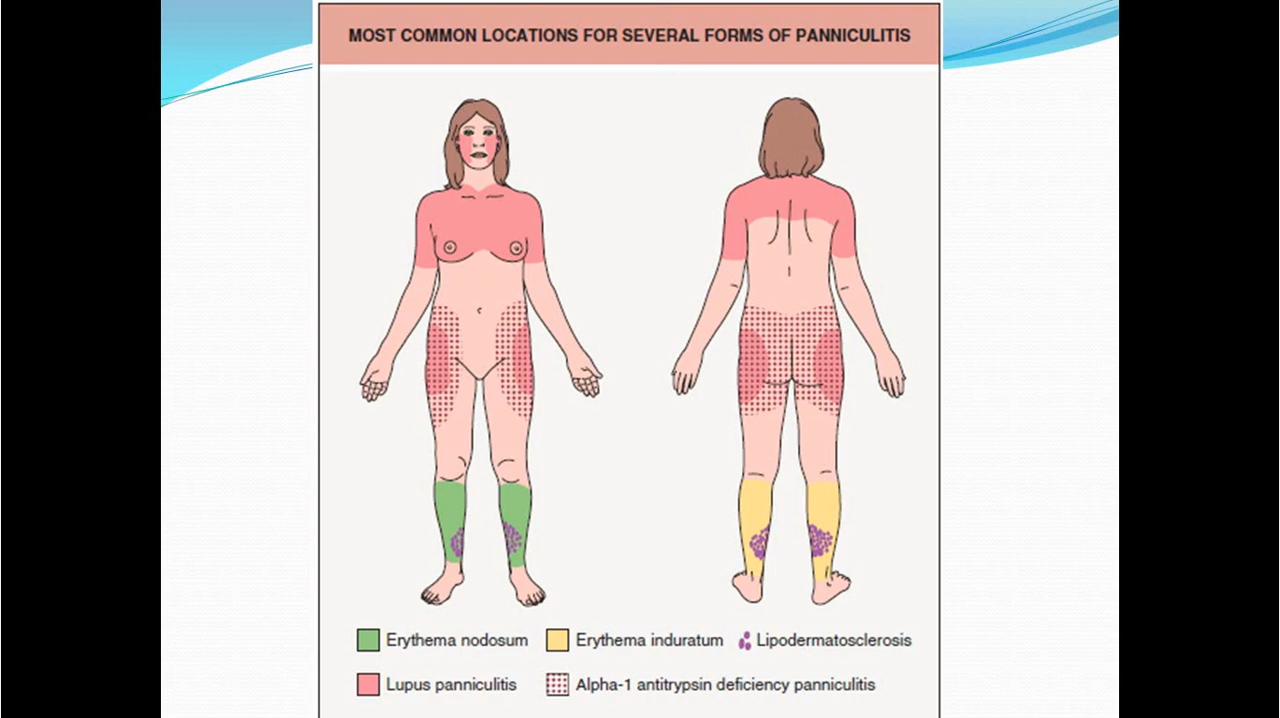 MOST COMMON LOCATIONS FOR SEVERAL FORMS OF PANNICULITIS
Erythema nodosum Erythema induratum Lipodermatosclerosis
Lupus panniculitis Alpha-1 antitrypsin deficiency panniculitis